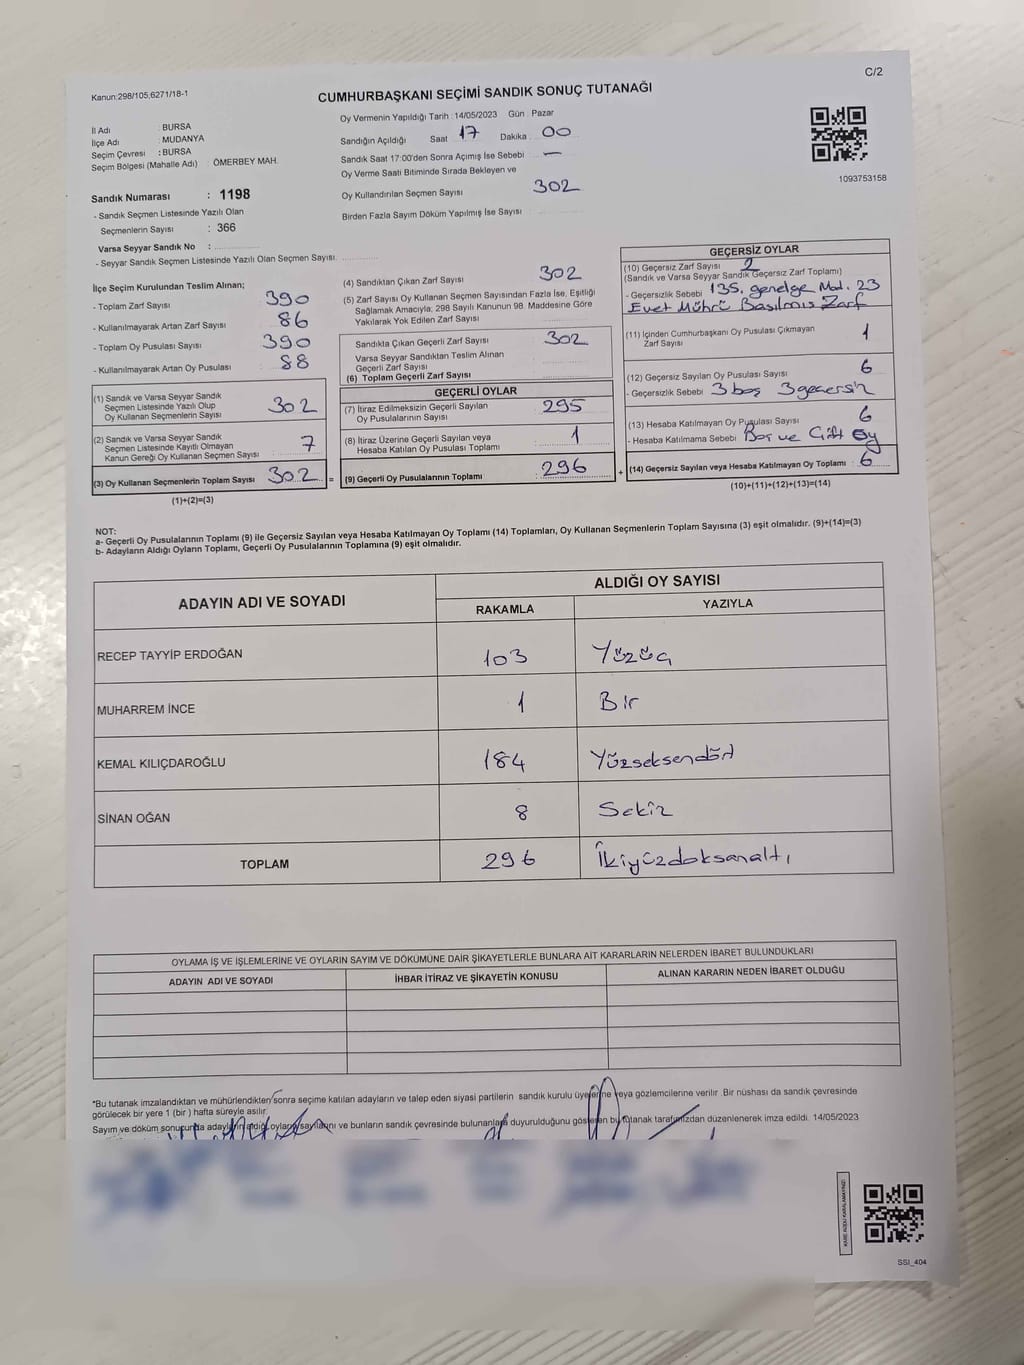 C/2
Kanun:298/105,6271/18-1
CUMHURBAŞKANI SEÇİMİ SANDIK SONUÇ TUTANAĞI
İl Adı : BURSA
İlçe Adı : MUDANYA
Seçim Çevresi : BURSA
Seçim Bölgesi (Mahalle Adı) : ÖMERBEY MAH.
Sandık Numarası : 1198
- Sandık Seçmen Listesinde Yazılı Olan
Seçmenlerin Sayısı : 366
Varsa Seyyar Sandık No :
- Seyyar Sandık Seçmen Listesinde Yazılı Olan Seçmen Sayısı:
Oy Vermenin Yapıldığı Tarih : 14/05/2023 Gün : Pazar
Sandığın Açıldığı Saat 17 Dakika : 00
Sandık Saat 17:00'den Sonra Açımış İse Sebebi —
Oy Verme Saati Bitiminde Sırada Bekleyen ve
Oy Kullandırılan Seçmen Sayısı 302
Birden Fazla Sayım Döküm Yapılmış İse Sayısı
1093753158
İlçe Seçim Kurulundan Teslim Alınan;
- Toplam Zarf Sayısı 390
- Kullanılmayarak Artan Zarf Sayısı 86
- Toplam Oy Pusulası Sayısı 390
- Kullanılmayarak Artan Oy Pusulası 88
(1) Sandık ve Varsa Seyyar Sandık
Seçmen Listesinde Yazılı Olup
Oy Kullanan Seçmenlerin Sayısı 302
(2) Sandık ve Varsa Seyyar Sandık
Seçmen Listesinde Kayıtlı Olmayan
Kanun Gereği Oy Kullanan Seçmen Sayısı 7
(3) Oy Kullanan Seçmenlerin Toplam Sayısı 302 =
(1)+(2)=(3)
(4) Sandıktan Çıkan Zarf Sayısı 302
(5) Zarf Sayısı Oy Kullanan Seçmen Sayısından Fazla İse, Eşitliği
Sağlamak Amacıyla; 298 Sayılı Kanunun 98. Maddesine Göre
Yakılarak Yok Edilen Zarf Sayısı
Sandıkla Çıkan Geçerli Zarf Sayısı 302
Varsa Seyyar Sandıktan Teslim Alınan
Geçerli Zarf Sayısı
(6) Toplam Geçerli Zarf Sayısı
GEÇERLİ OYLAR
(7) İtiraz Edilmeksizin Geçerli Sayılan
Oy Pusulalarının Sayısı 295
(8) İtiraz Üzerine Geçerli Sayılan veya
Hesaba Katılan Oy Pusulası Toplamı 1
(9) Geçerli Oy Pusulalarının Toplamı 296 +
GEÇERSİZ OYLAR
(10) Geçersiz Zarf Sayısı 2
(Sandık ve Varsa Seyyar Sandık Geçersiz Zarf Toplamı)
- Geçersizlik Sebebi 135. genelge Mad. 23
Evet Mührü Basılmış Zarf
(11) İçinden Cumhurbaşkanı Oy Pusulası Çıkmayan
Zarf Sayısı 1
(12) Geçersiz Sayılan Oy Pusulası Sayısı 6
- Geçersizlik Sebebi 3 boş 3 geçersiz
(13) Hesaba Katılmayan Oy Pusulası Sayısı 6
- Hesaba Katılmama Sebebi Boş ve Çift Oy
(14) Geçersiz Sayılan veya Hesaba Katılmayan Oy Toplamı : 6
(10)+(11)+(12)+(13)=(14)
NOT:
a- Geçerli Oy Pusulalarının Toplamı (9) ile Geçersiz Sayılan veya Hesaba Katılmayan Oy Toplamı (14) Toplamları, Oy Kullanan Seçmenlerin Toplam Sayısına (3) eşit olmalıdır. (9)+(14)=(3)
b- Adayların Aldığı Oyların Toplamı, Geçerli Oy Pusulalarının Toplamına (9) eşit olmalıdır.
ADAYIN ADI VE SOYADI ALDIĞI OY SAYISI
RAKAMLA YAZIYLA
RECEP TAYYİP ERDOĞAN 103 Yüzüç
MUHARREM İNCE 1 Bir
KEMAL KILIÇDAROĞLU 184 Yüzseksendört
SİNAN OĞAN 8 Sekiz
TOPLAM 296 İkiyüzdoksanaltı
OYLAMA İŞ VE İŞLEMLERİNE VE OYLARIN SAYIM VE DÖKÜMÜNE DAİR ŞİKAYETLERLE BUNLARA AİT KARARLARIN NELERDEN İBARET BULUNDUKLARI
ADAYIN ADI VE SOYADI İHBAR İTİRAZ VE ŞİKAYETİN KONUSU ALINAN KARARIN NEDEN İBARET OLDUĞU
*Bu tutanak imzalandıktan ve mühürlendikten sonra seçime katılan adayların ve talep eden siyasi partilerin sandık kurulu üyelerine veya gözlemcilerine verilir. Bir nüshası da sandık çevresinde
görülecek bir yere 1 (bir ) hafta süreyle asılır.
Sayım ve döküm sonucunda adayların aldığı oyların sayılarını ve bunların sandık çevresinde bulunanlara duyurulduğunu gösteren bu tutanak tarafımızdan düzenlenerek imza edildi. 14/05/2023
KARE KODU KARALAMAYINIZ!
SSI_404